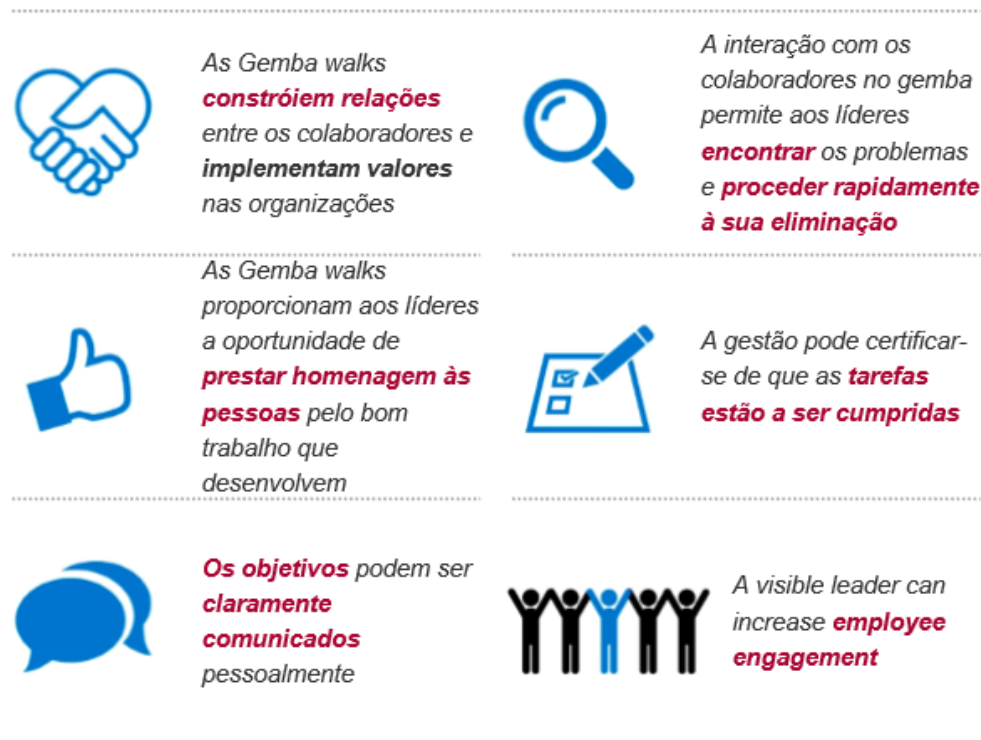 As Gemba walks
constróiem relações
entre os colaboradores e
implementam valores
nas organizações
A interação com os
colaboradores no gemba
permite aos líderes
encontrar os problemas
e proceder rapidamente
à sua eliminação
As Gemba walks
proporcionam aos líderes
a oportunidade de
prestar homenagem às
pessoas pelo bom
trabalho que
desenvolvem
A gestão pode certificar-
se de que as tarefas
estão a ser cumpridas
Os objetivos podem ser
claramente
comunicados
pessoalmente
A visible leader can
increase employee
engagement